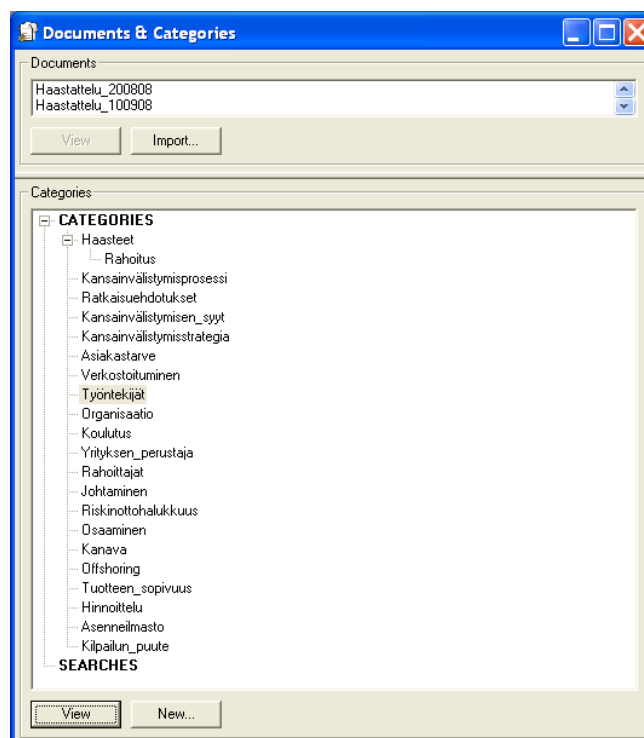 Documents & Categories
Documents
Haastattelu_200808
Haastattelu_100908
View Import...
Categories
CATEGORIES
Haasteet
Rahoitus
Kansainvälistymisprosessi
Ratkaisuehdotukset
Kansainvälistymisen_syyt
Kansainvälistymisstrategia
Asiakastarve
Verkostoituminen
Työntekijät
Organisaatio
Koulutus
Yrityksen_perustaja
Rahoittajat
Johtaminen
Riskinottohalukkuus
Osaaminen
Kanava
Offshoring
Tuotteen_sopivuus
Hinnoittelu
Asenneilmasto
Kilpailun_puute
SEARCHES
View New...